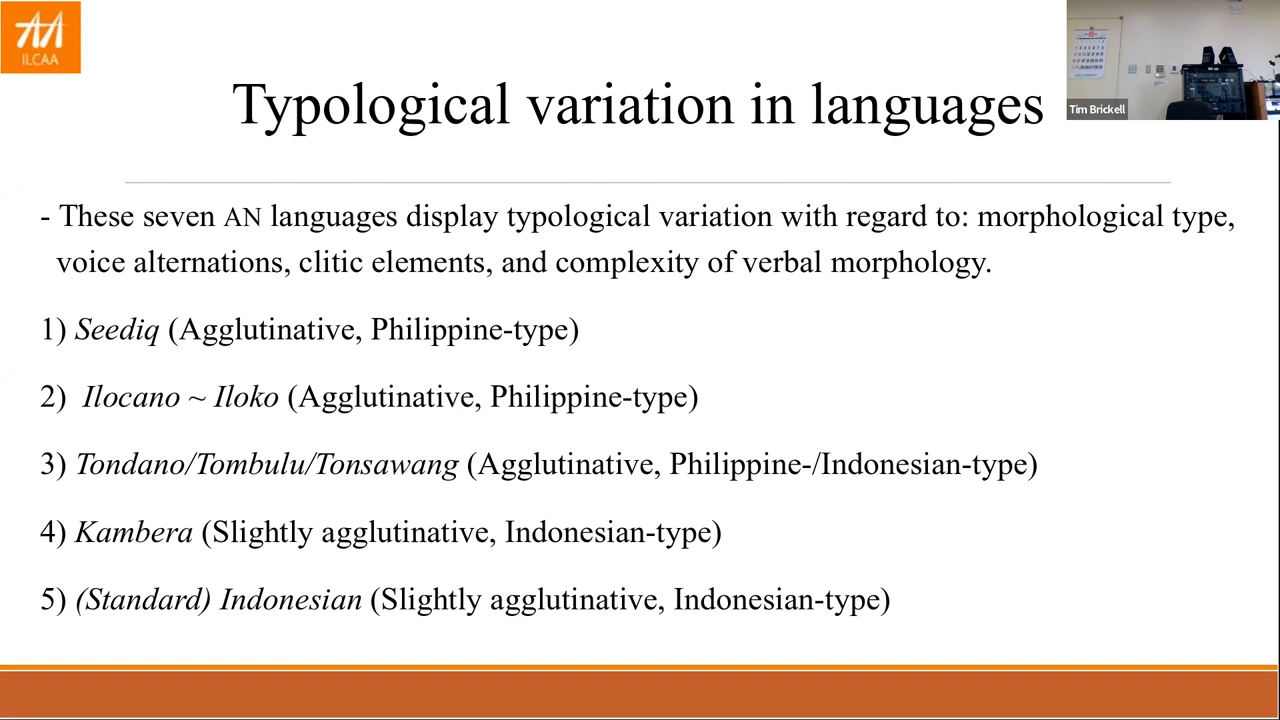 ILCAA
Typological variation in languages
Tim Brickell
- These seven AN languages display typological variation with regard to: morphological type,
voice alternations, clitic elements, and complexity of verbal morphology.
1) Seediq (Agglutinative, Philippine-type)
2) Ilocano ~ Iloko (Agglutinative, Philippine-type)
3) Tondano/Tombulu/Tonsawang (Agglutinative, Philippine-/Indonesian-type)
4) Kambera (Slightly agglutinative, Indonesian-type)
5) (Standard) Indonesian (Slightly agglutinative, Indonesian-type)